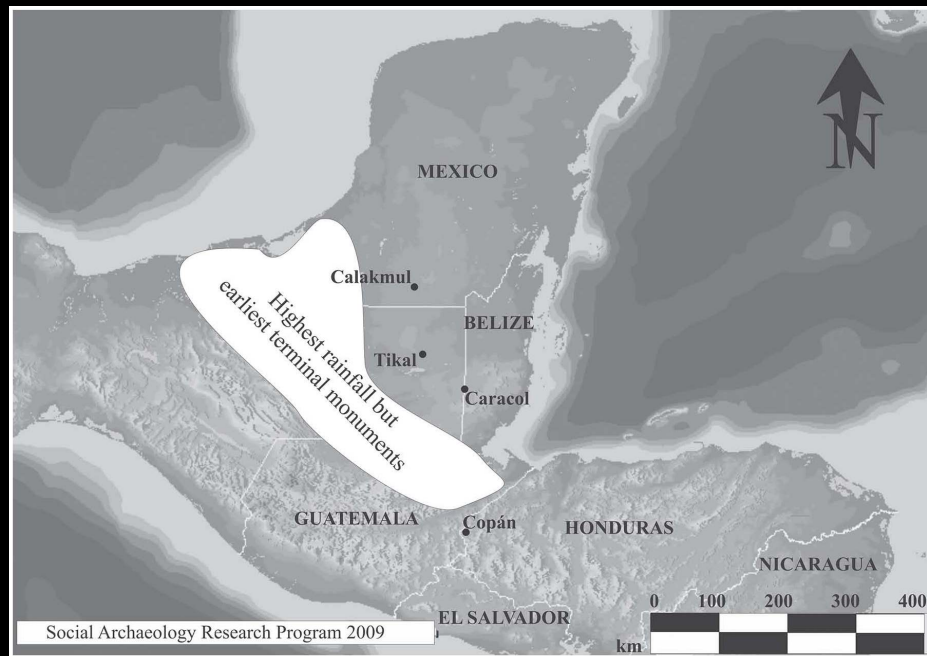 N
MEXICO
Calakmul
Highest rainfall but
earliest terminal monuments
BELIZE
Tikal
Caracol
GUATEMALA
Copán
HONDURAS
NICARAGUA
EL SALVADOR
0 100 200 300 400
km
Social Archaeology Research Program 2009